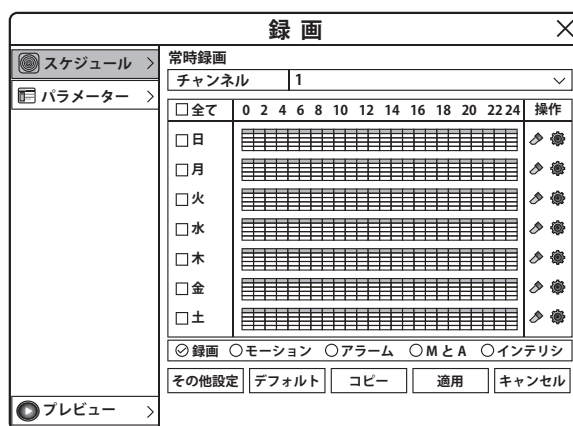 録 画
スケジュール
パラメーター
プレビュー
常時録画
チャンネル 1
全て 0 2 4 6 8 10 12 14 16 18 20 22 24 操作
日
月
火
水
木
金
土
録画 モーション アラーム M と A インテリシ
その他設定 デフォルト コピー 適用 キャンセル